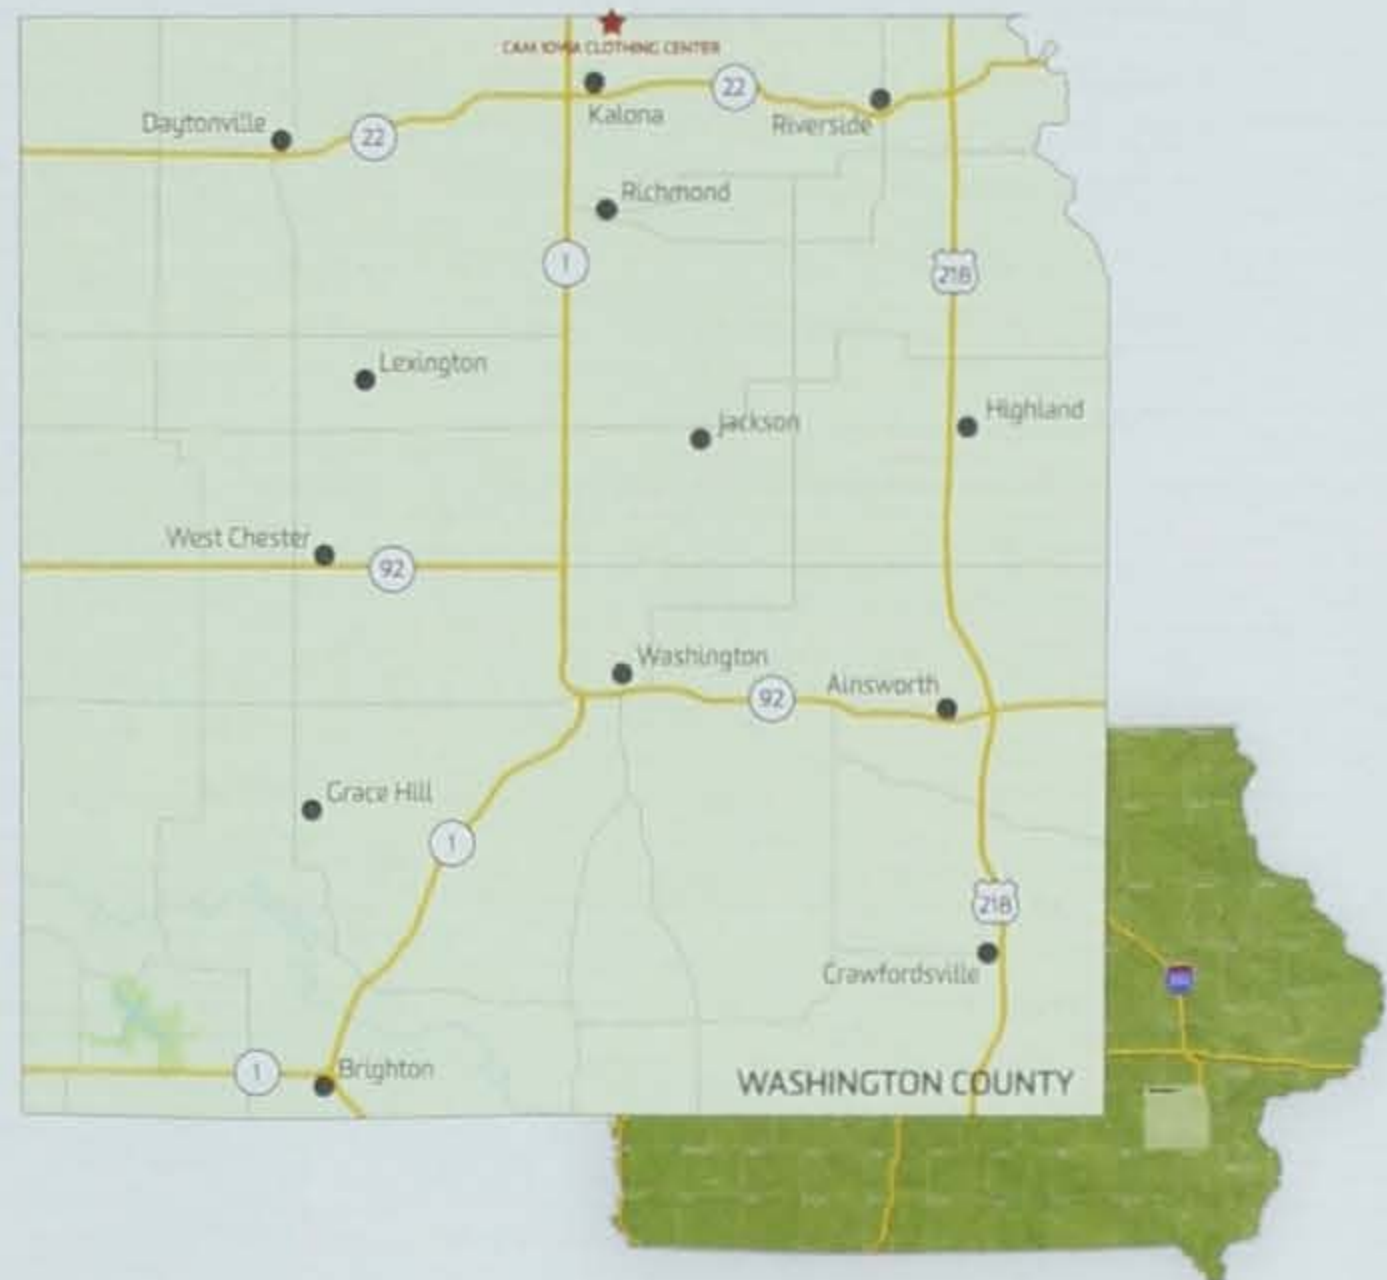 CAM IOWA CLOTHING CENTER
22
Kalona
Daytonville
22
Riverside
Richmond
1
218
Lexington
Highland
Jackson
West Chester
92
Washington
Ainsworth
92
Grace Hill
1
218
Crawfordsville
Brighton
1
WASHINGTON COUNTY